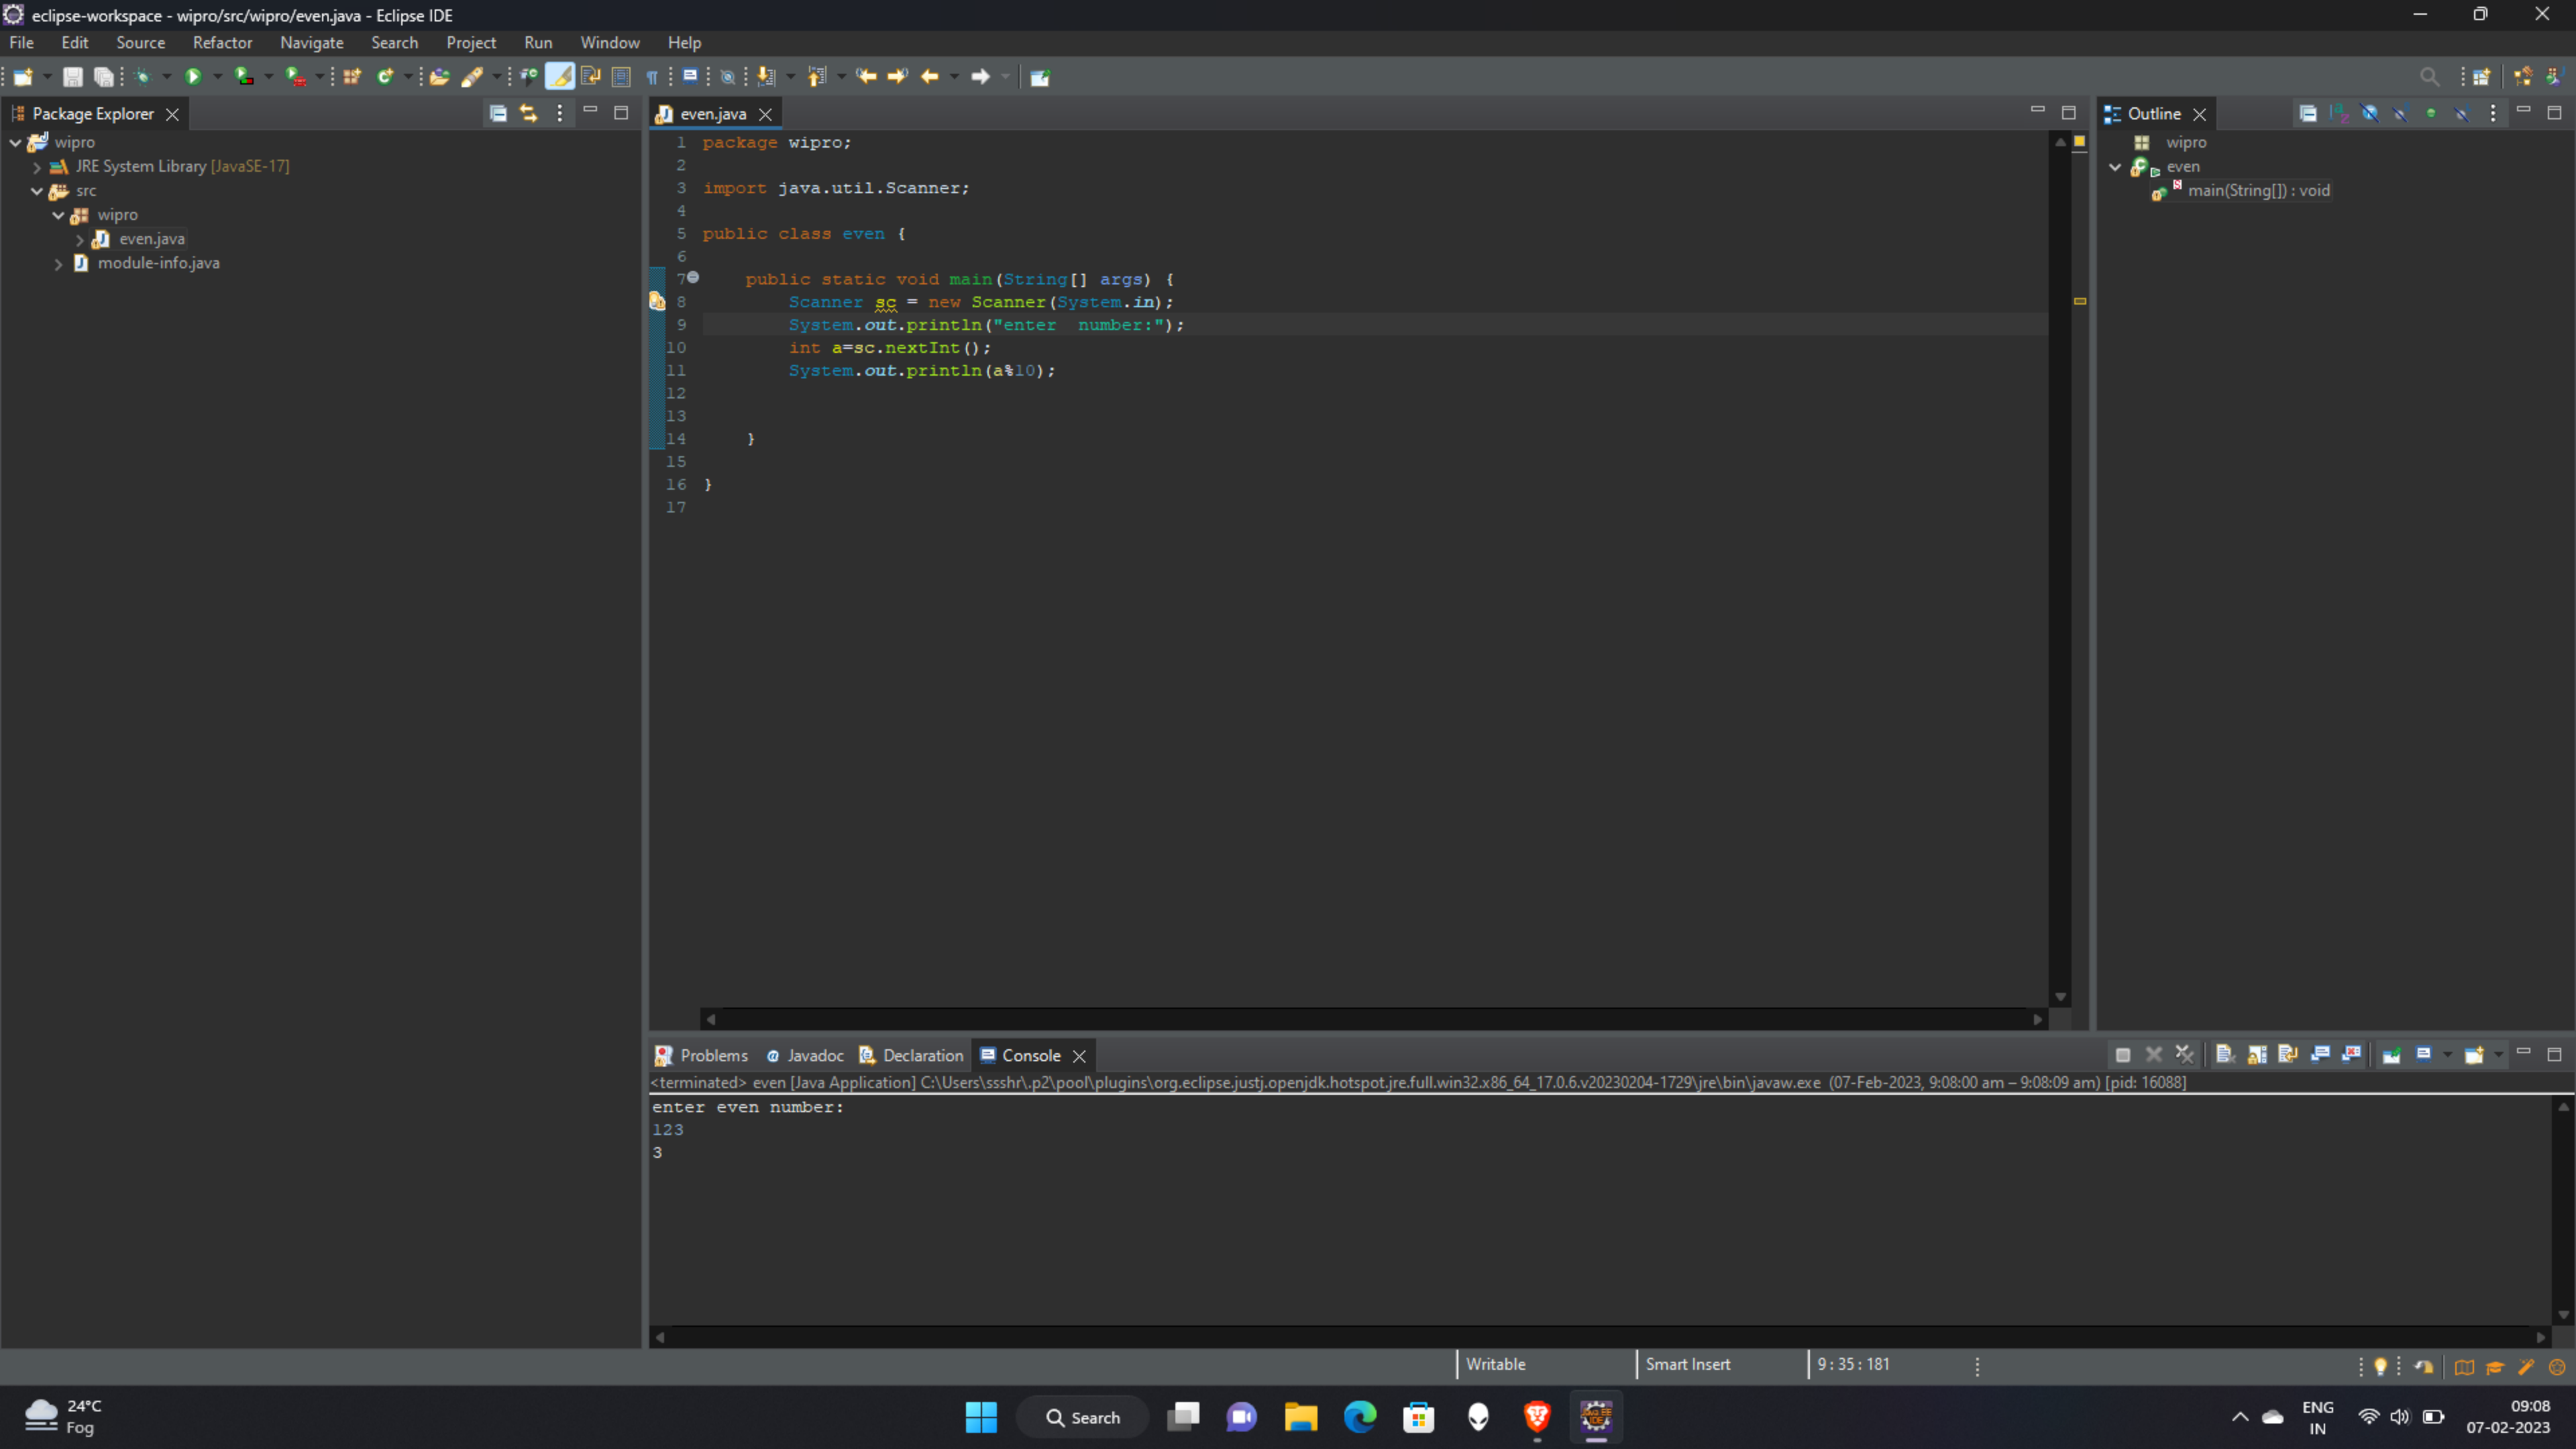 eclipse-workspace - wipro/src/wipro/even.java - Eclipse IDE
File Edit Source Refactor Navigate Search Project Run Window Help
Package Explorer
wipro
JRE System Library [JavaSE-17]
src
wipro
even.java
module-info.java
even.java
1 package wipro;
2
3 import java.util.Scanner;
4
5 public class even {
6
7 public static void main(String[] args) {
8 Scanner sc = new Scanner(System.in);
9 System.out.println("enter  number:");
10 int a=sc.nextInt();
11 System.out.println(a%10);
12
13
14 }
15
16 }
17
Outline
wipro
even
main(String[]) : void
Problems Javadoc Declaration Console
<terminated> even [Java Application] C:\Users\ssshr\.p2\pool\plugins\org.eclipse.justj.openjdk.hotspot.jre.full.win32.x86_64_17.0.6.v20230204-1729\jre\bin\javaw.exe (07-Feb-2023, 9:08:00 am – 9:08:09 am) [pid: 16088]
enter even number:
123
3
Writable Smart Insert 9 : 35 : 181
24°C
Fog
Search
ENG
IN
09:08
07-02-2023